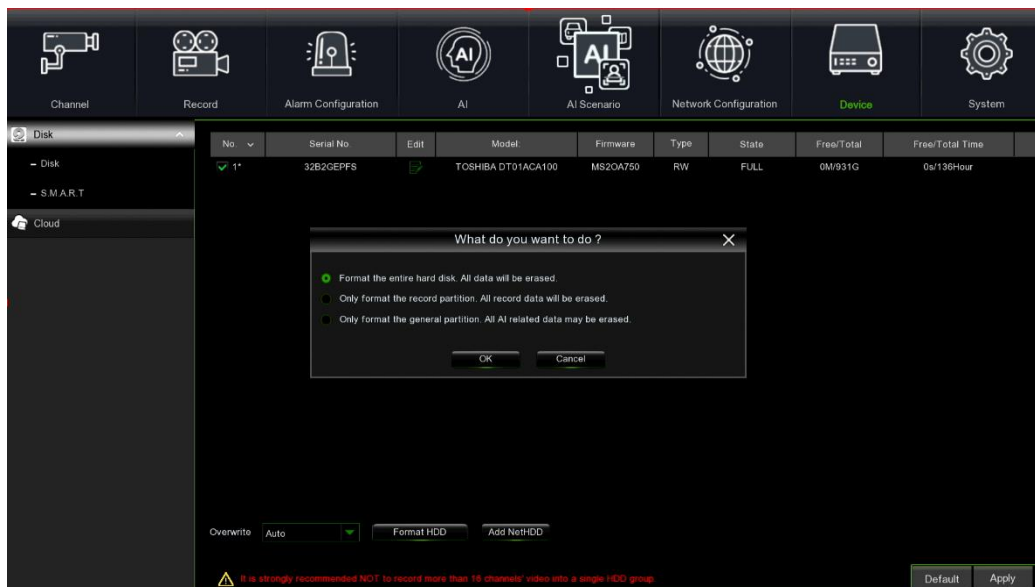 AI
AI
Channel
Record
Alarm Configuration
AI
AI Scenario
Network Configuration
Device
System
Disk
No. Serial No. Edit Model: Firmware Type State Free/Total Free/Total Time
– Disk
1* 32B2GEPFS TOSHIBA DT01ACA100 MS2OA750 RW FULL 0M/931G 0s/136Hour
– S.M.A.R.T
Cloud
What do you want to do ?
Format the entire hard disk. All data will be erased.
Only format the record partition. All record data will be erased.
Only format the general partition. All AI related data may be erased.
OK Cancel
Overwrite Auto Format HDD Add NetHDD
It is strongly recommended NOT to record more than 16 channels' video into a single HDD group.
Default Apply